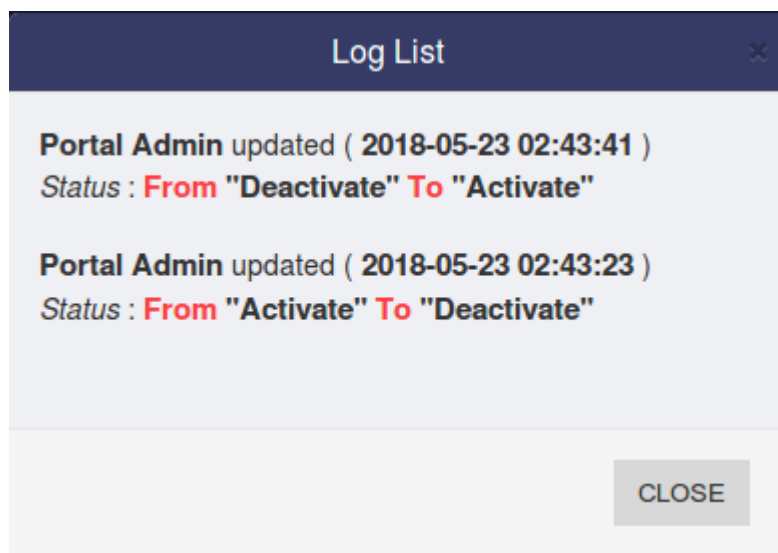 Log List
Portal Admin updated ( 2018-05-23 02:43:41 )
Status : From "Deactivate" To "Activate"
Portal Admin updated ( 2018-05-23 02:43:23 )
Status : From "Activate" To "Deactivate"
CLOSE